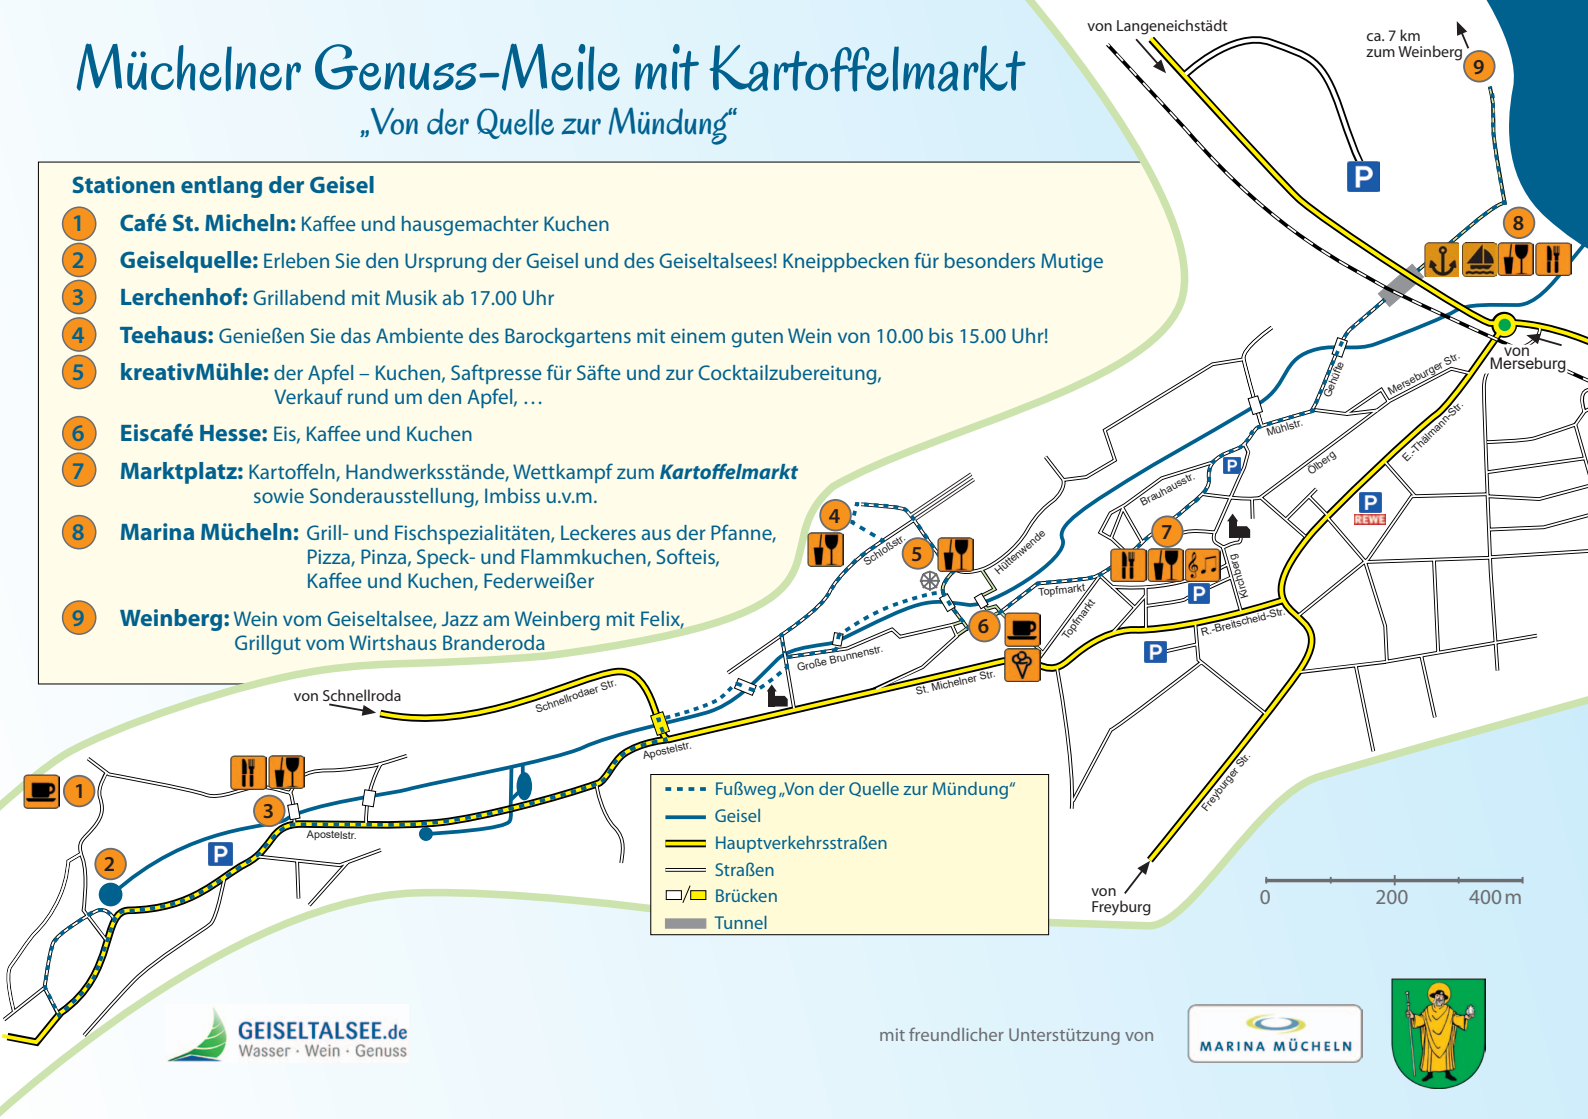 Müchelner Genuss-Meile mit Kartoffelmarkt
„Von der Quelle zur Mündung“
Stationen entlang der Geisel
1 Café St. Micheln: Kaffee und hausgemachter Kuchen
2 Geiselquelle: Erleben Sie den Ursprung der Geisel und des Geiseltalsees! Kneippbecken für besonders Mutige
3 Lerchenhof: Grillabend mit Musik ab 17.00 Uhr
4 Teehaus: Genießen Sie das Ambiente des Barockgartens mit einem guten Wein von 10.00 bis 15.00 Uhr!
5 kreativMühle: der Apfel – Kuchen, Saftpresse für Säfte und zur Cocktailzubereitung,
Verkauf rund um den Apfel, …
6 Eiscafé Hesse: Eis, Kaffee und Kuchen
7 Marktplatz: Kartoffeln, Handwerksstände, Wettkampf zum Kartoffelmarkt
sowie Sonderausstellung, Imbiss u.v.m.
8 Marina Mücheln: Grill- und Fischspezialitäten, Leckeres aus der Pfanne,
Pizza, Pinza, Speck- und Flammkuchen, Softeis,
Kaffee und Kuchen, Federweißer
9 Weinberg: Wein vom Geiseltalsee, Jazz am Weinberg mit Felix,
Grillgut vom Wirtshaus Branderoda
von Langeneichstädt
ca. 7 km
zum Weinberg
9
P
8
von
Merseburg
Gehüfte
Merseburger Str.
Mühlstr.
E.-Thälmann-Str.
Ölberg
P
Brauhausstr.
P
REWE
4
7
Schloßstr.
5
Hüttenwende
Kirchberg
Topfmarkt
P
Topfmarkt
6
R.-Breitscheid-Str.
P
Große Brunnenstr.
St. Michelner Str.
von Schnellroda
Schnellrodaer Str.
Apostelstr.
1
3
Apostelstr.
P
2
Freyburger Str.
von
Freyburg
Fußweg „Von der Quelle zur Mündung“
Geisel
Hauptverkehrsstraßen
Straßen
/ Brücken
Tunnel
0 200 400 m
GEISELTALSEE.de
Wasser · Wein · Genuss
mit freundlicher Unterstützung von
MARINA MÜCHELN